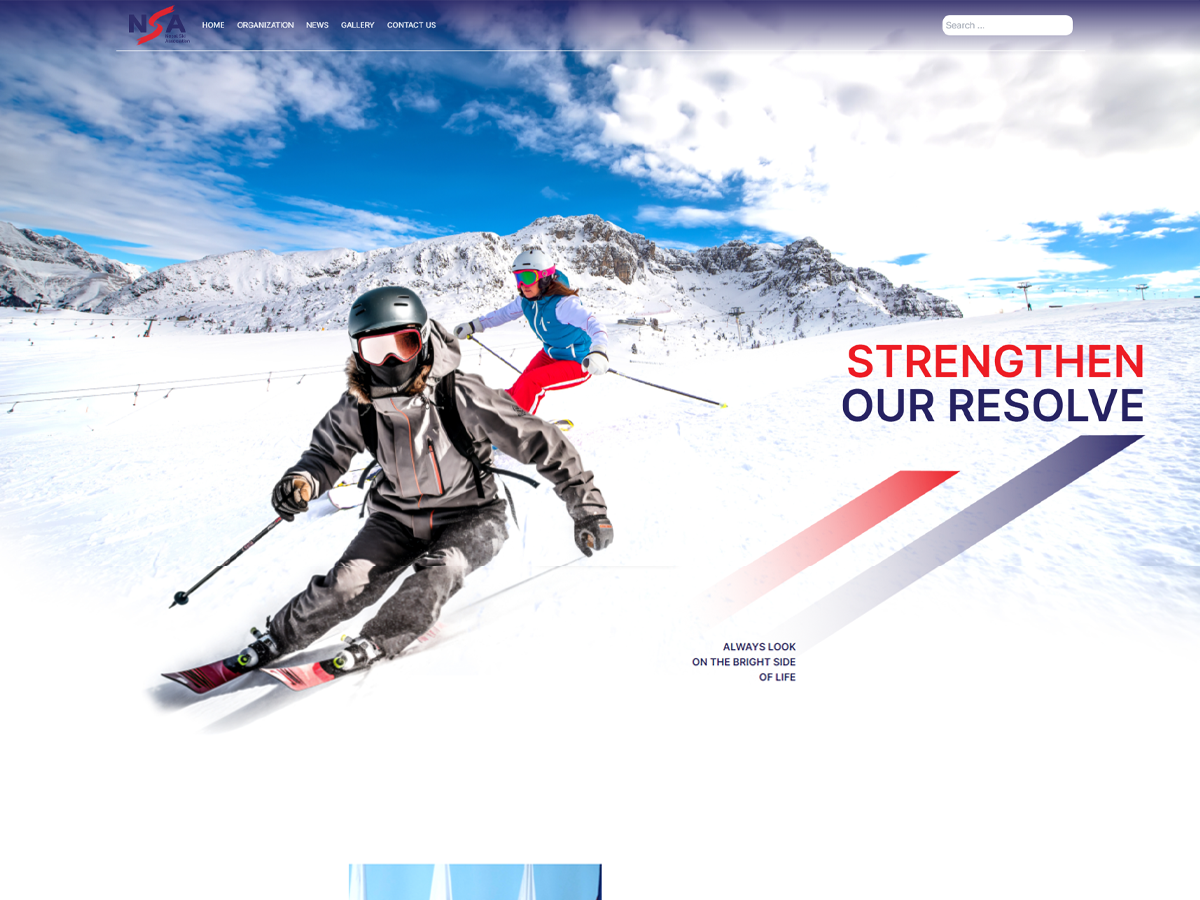 NSA
HOME ORGANIZATION NEWS GALLERY CONTACT US
Search ...
STRENGTHEN
OUR RESOLVE
ALWAYS LOOK
ON THE BRIGHT SIDE
OF LIFE